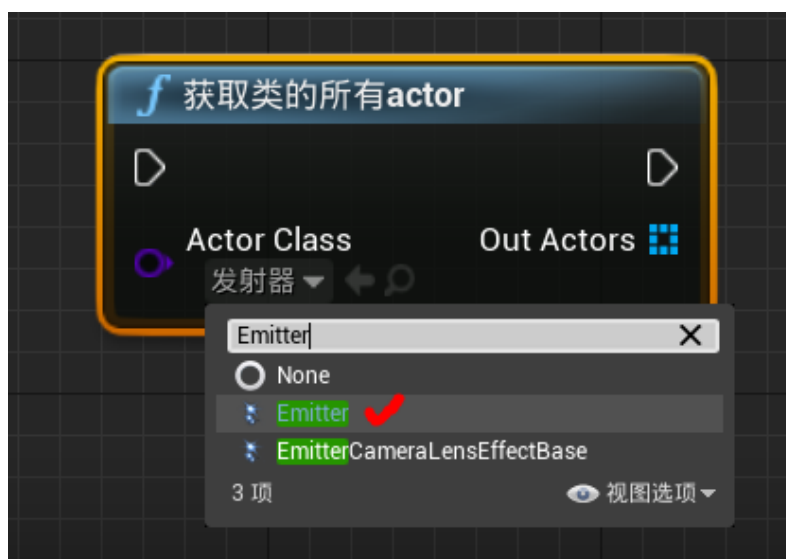 f 获取类的所有actor
Actor Class
Out Actors
发射器
Emitter
None
Emitter
EmitterCameraLensEffectBase
3 项
视图选项